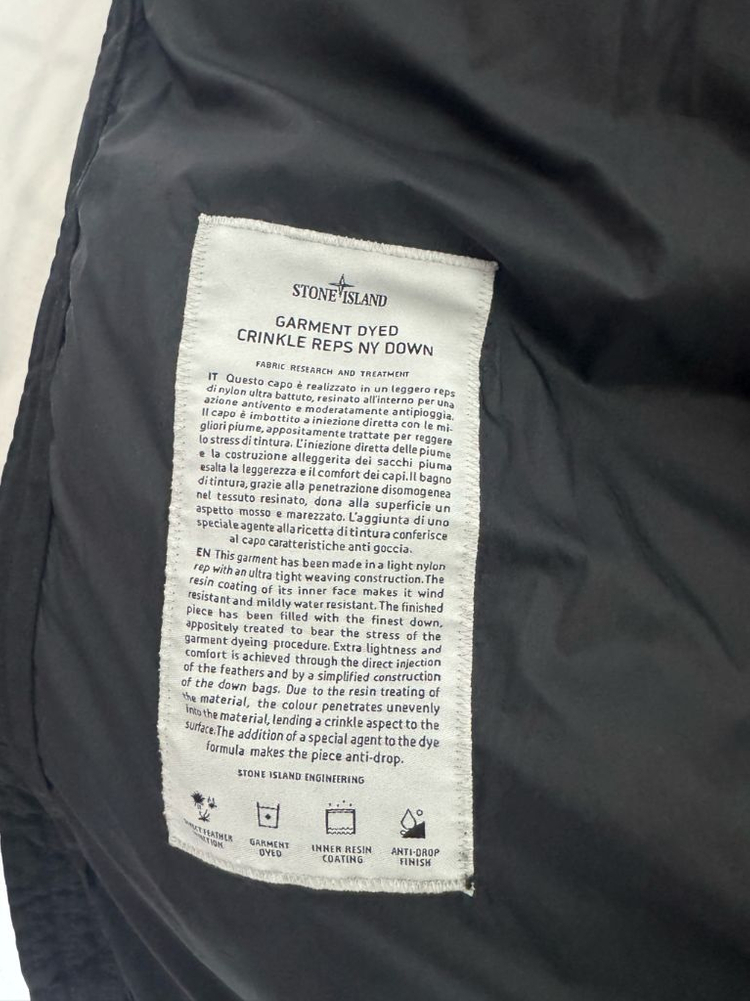 STONE ISLAND
GARMENT DYED
CRINKLE REPS NY DOWN
FABRIC RESEARCH AND TREATMENT
IT Questo capo è realizzato in un leggero reps
di nylon ultra battuto, resinato all'interno per una
azione antivento e moderatamente antipioggia.
Il capo è imbottito a iniezione diretta con le mi-
gliori piume, appositamente trattate per reggere
lo stress di tintura. L'iniezione diretta delle piume
e la costruzione alleggerita dei sacchi piuma
esalta la leggerezza e il comfort dei capi. Il bagno
di tintura, grazie alla penetrazione disomogenea
nel tessuto resinato, dona alla superficie un
aspetto mosso e marezzato. L'aggiunta di uno
speciale agente alla ricetta di tintura conferisce
al capo caratteristiche anti goccia.
EN This garment has been made in a light nylon
rep with an ultra tight weaving construction. The
resin coating of its inner face makes it wind
resistant and mildly water resistant. The finished
piece has been filled with the finest down,
appositely treated to bear the stress of the
garment dyeing procedure. Extra lightness and
comfort is achieved through the direct injection
of the feathers and by a simplified construction
of the down bags. Due to the resin treating of
the material, the colour penetrates unevenly
into the material, lending a crinkle aspect to the
surface. The addition of a special agent to the dye
formula makes the piece anti-drop.
STONE ISLAND ENGINEERING
DIRECT FEATHER
INJECTION
GARMENT
DYED
INNER RESIN
COATING
ANTI-DROP
FINISH